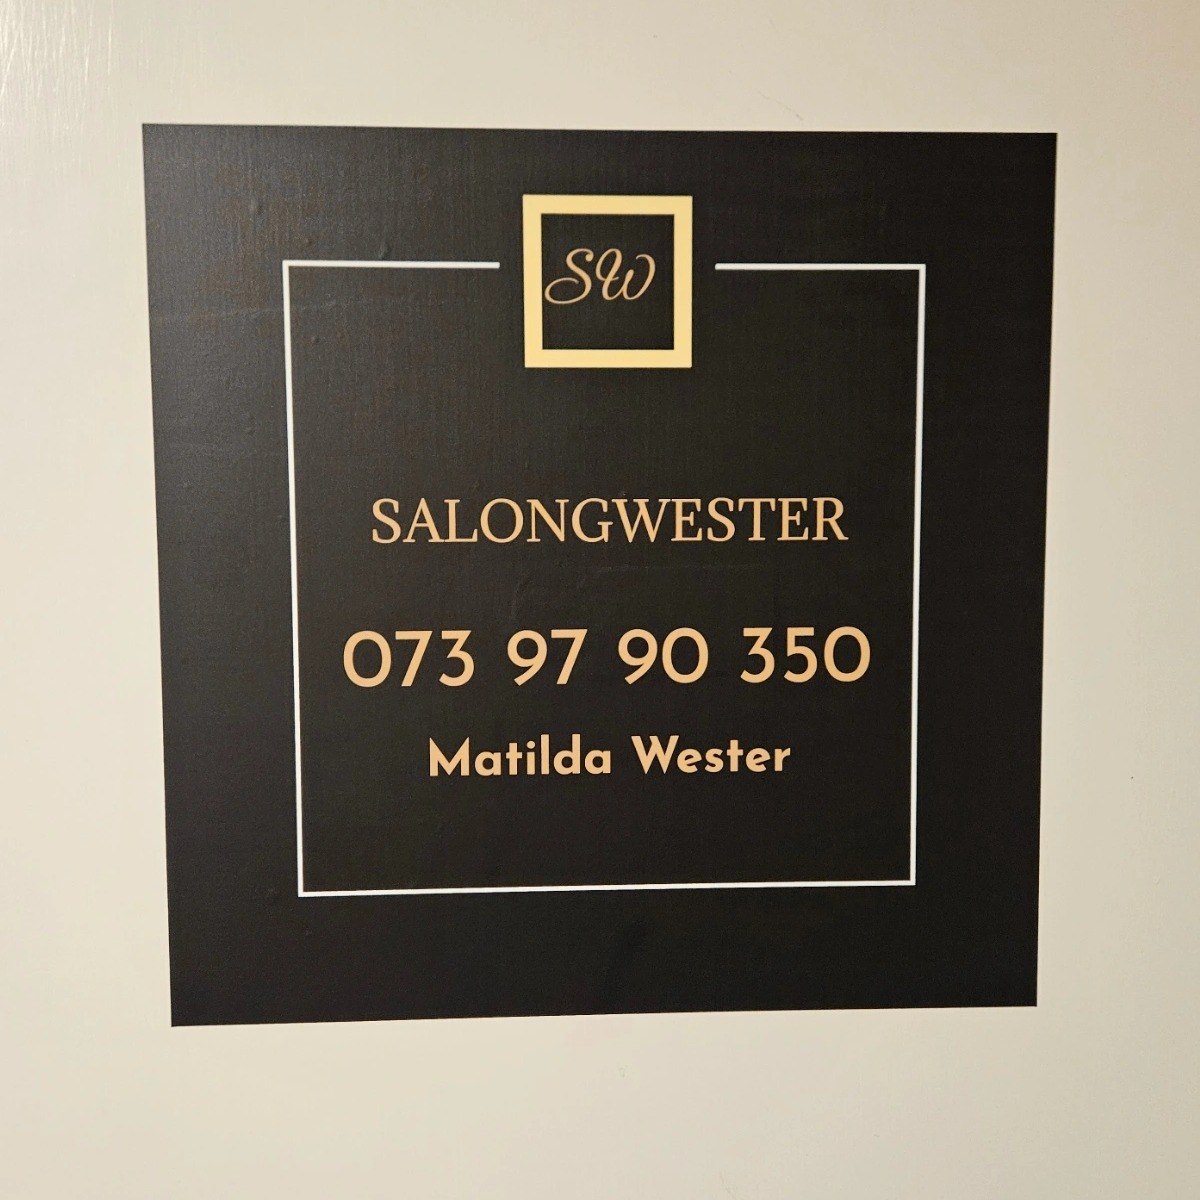 SW
SALONGWESTER
073 97 90 350
Matilda Wester